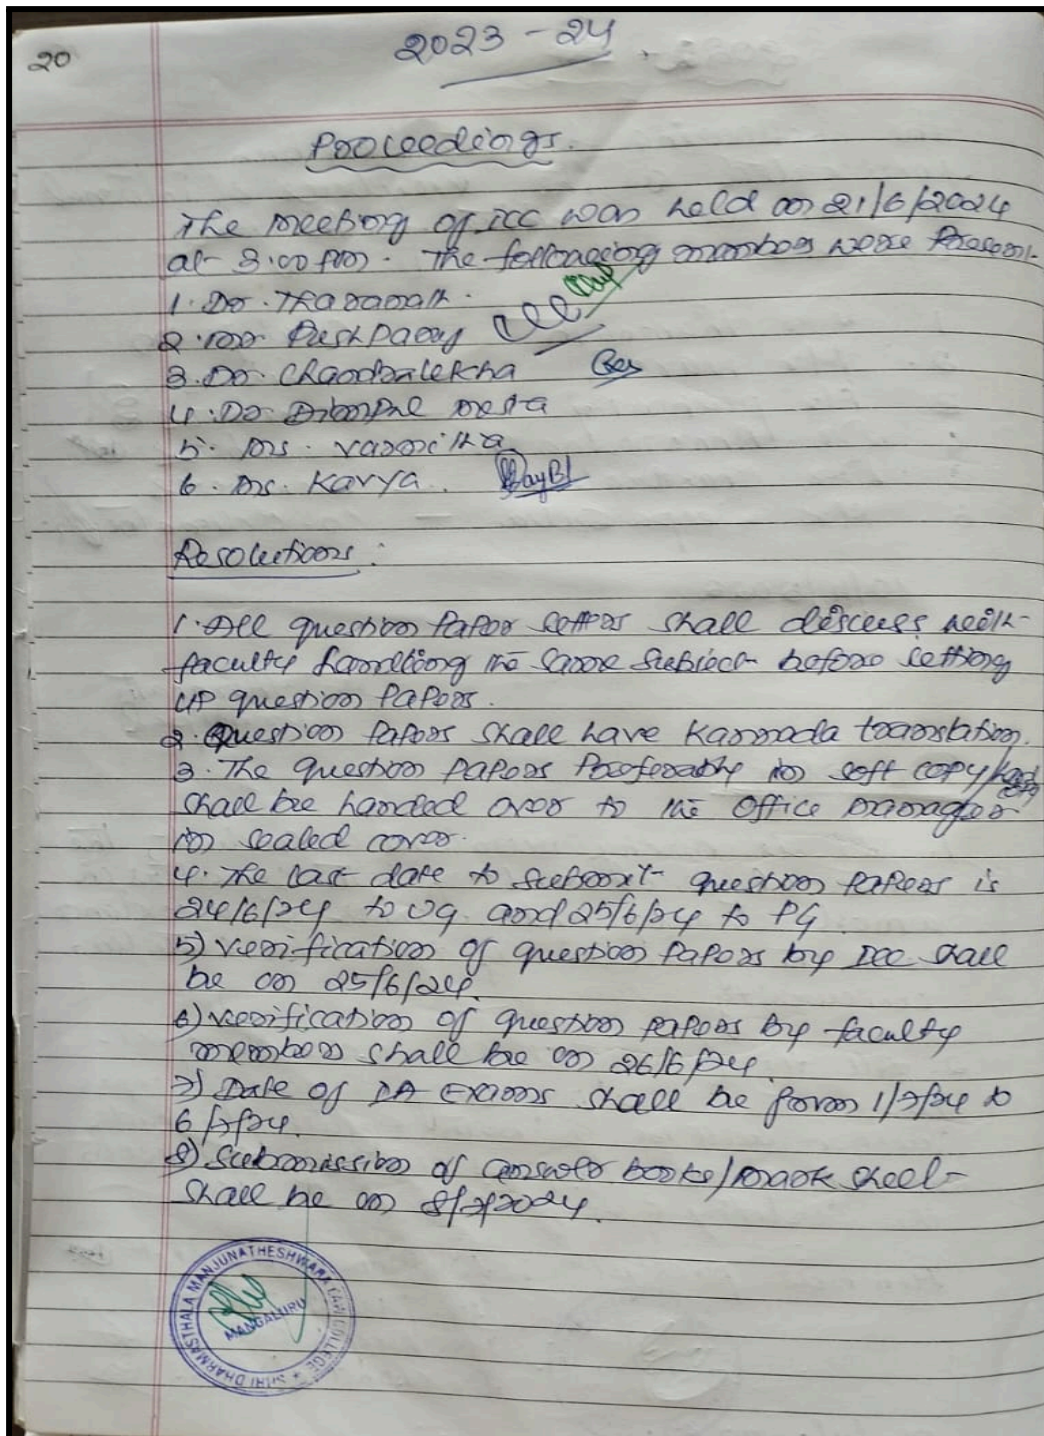 20
2023 - 24
Proceedings.
The meeting of ICC was held on 21/6/2024
at 3.00 pm. The following members were Present.
1. Dr. Tharanath.
2. Mr. Pushparaj
3. Dr. Chandralekha
4. Dr Dimple Mesta
5. Ms. Varmitha
6. Ms. Kavya.
Resolutions:
1. All question Paper setters shall discuss with
faculty handling the same subject before setting
up question Papers.
2. Question Papers shall have Kannada translation.
3. The question papers Preferably in soft copy/
shall be handed over to the Office manager
in sealed cover.
4. The last date to submit question Papers is
24/6/24 to UG and 25/6/24 to PG
5) Verification of question Papers by ICC shall
be on 25/6/24.
6) Verification of question papers by faculty
members shall be on 26/6/24.
7) Date of IA Exams shall be from 1/7/24 to
6/7/24.
8) Submission of answer books/mark sheet
shall be on 8/7/2024.
SHRI DHARMASTHALA MANJUNATHESHWARA LAW COLLEGE
MANGALURU